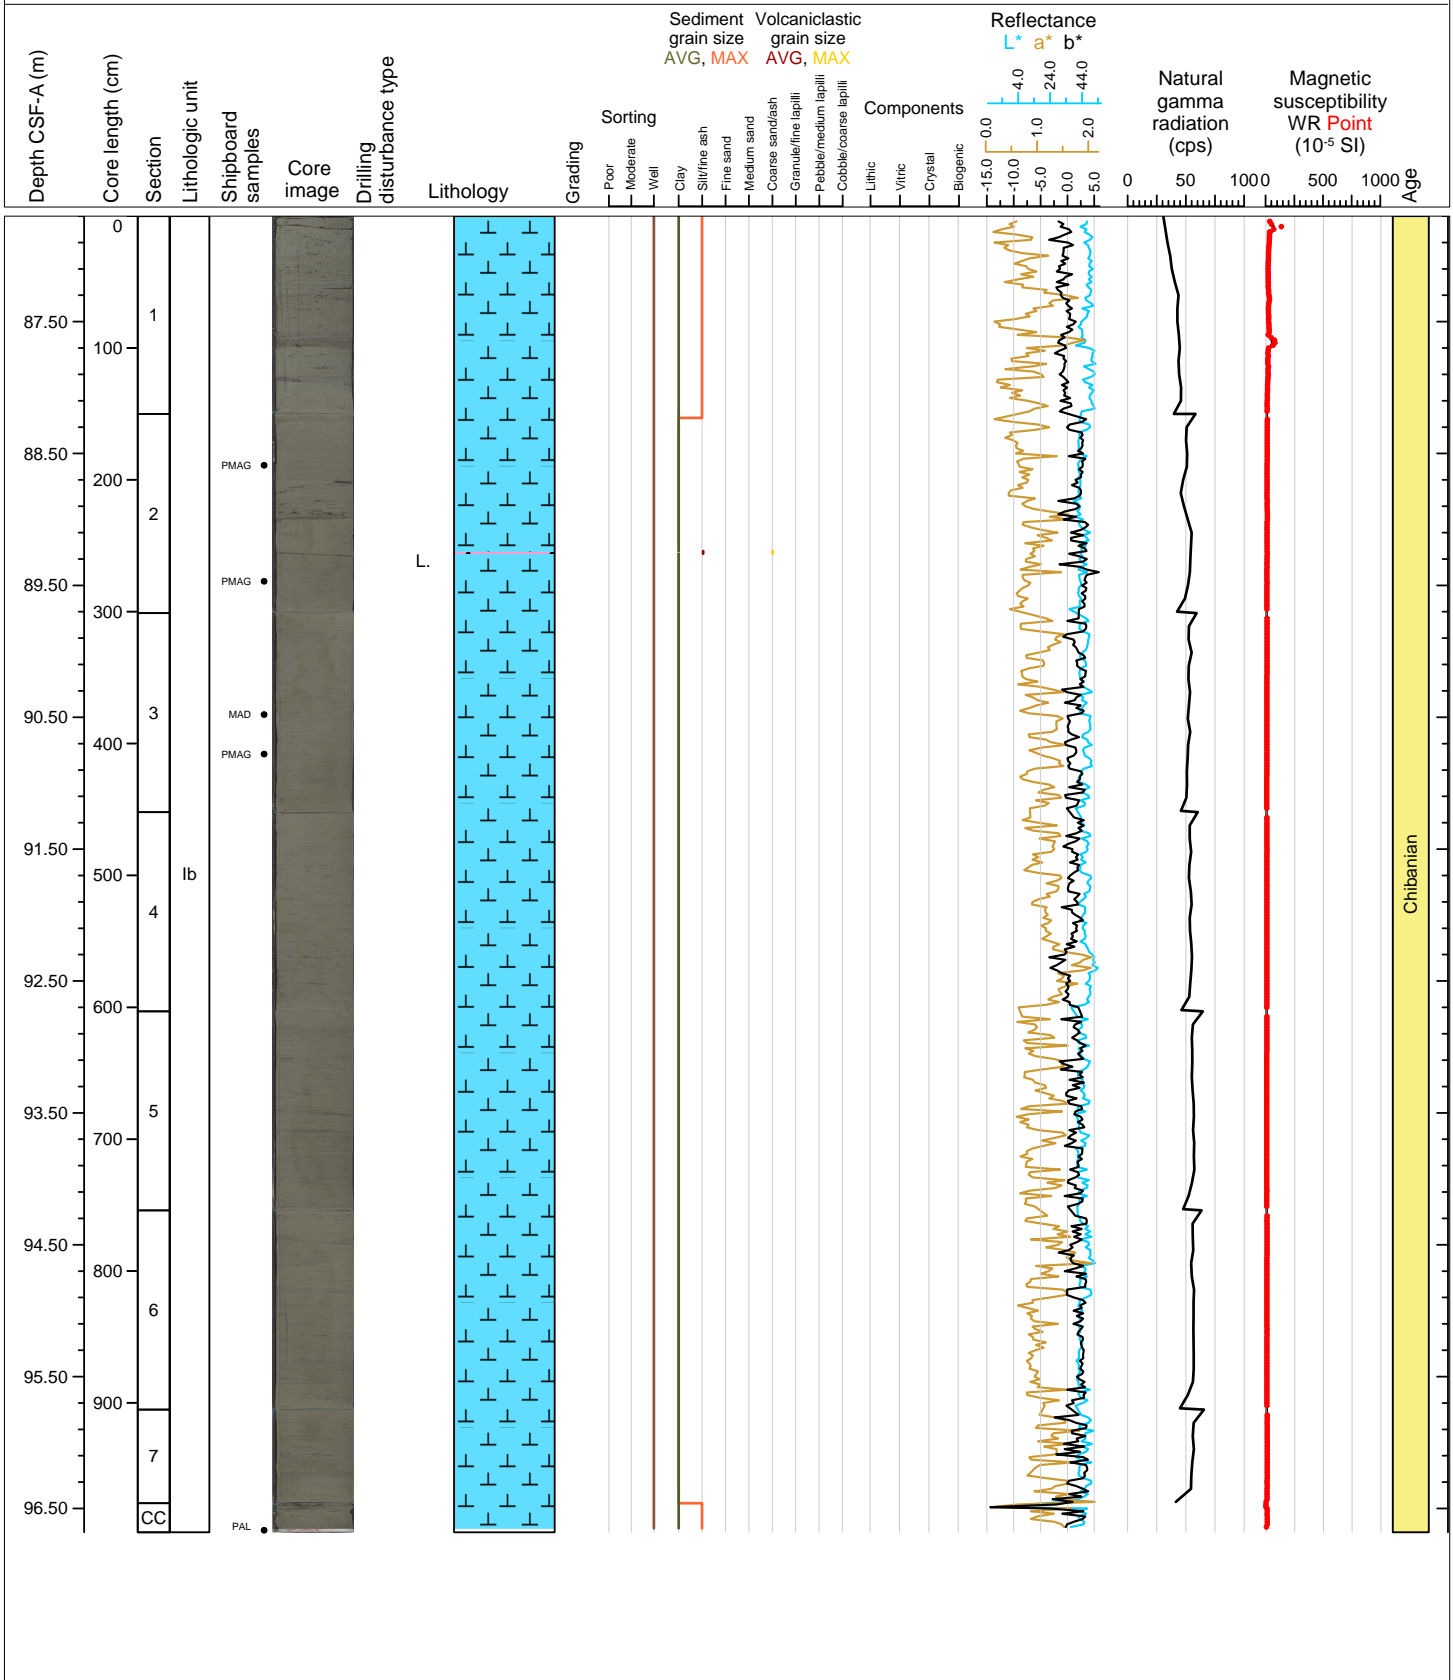 Depth CSF-A (m)
Core length (cm)
Section
Lithologic unit
Shipboard
samples
Core
image
Drilling
disturbance type
Lithology
Grading
Sorting
Poor
Moderate
Well
Sediment
grain size
AVG, MAX
Volcaniclastic
grain size
AVG, MAX
Clay
Silt/fine ash
Fine sand
Medium sand
Coarse sand/ash
Granule/fine lapilli
Pebble/medium lapilli
Cobble/coarse lapilli
Components
Lithic
Vitric
Crystal
Biogenic
Reflectance
L* a* b*
4.0 24.0 44.0
0.0 1.0 2.0
-15.0 -10.0 -5.0 0.0 5.0
Natural
gamma
radiation
(cps)
0 50 100
Magnetic
susceptibility
WR Point
(10-5 SI)
0 500 1000
Age
0
1
87.50
100
88.50
PMAG
200
2
L.
89.50
PMAG
300
90.50
3
MAD
400
PMAG
91.50
500
Ib
4
Chibanian
92.50
600
93.50
5
700
94.50
800
6
95.50
900
7
96.50
CC
PAL